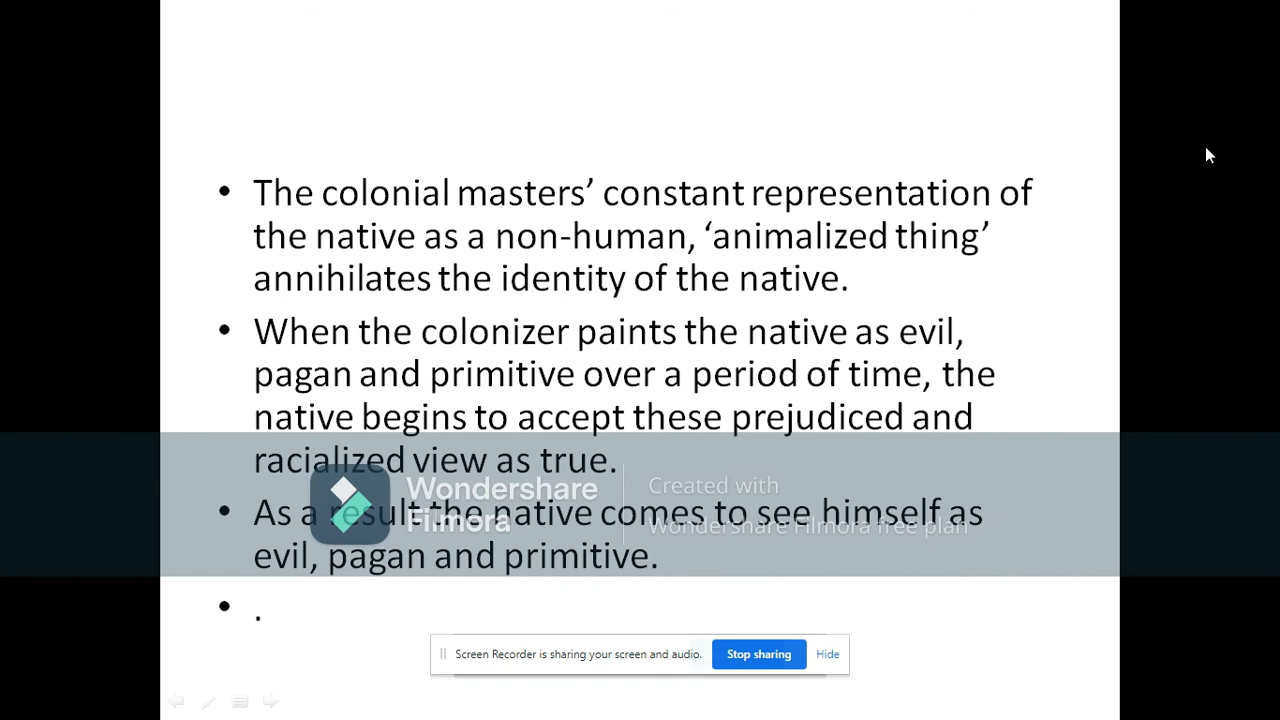 • The colonial masters’ constant representation of
the native as a non-human, ‘animalized thing’
annihilates the identity of the native.
• When the colonizer paints the native as evil,
pagan and primitive over a period of time, the
native begins to accept these prejudiced and
racialized view as true.
• As a result the native comes to see himself as
evil, pagan and primitive.
• .
Wondershare
Filmora
Created with
Wondershare Filmora free plan
Screen Recorder is sharing your screen and audio.
Stop sharing
Hide